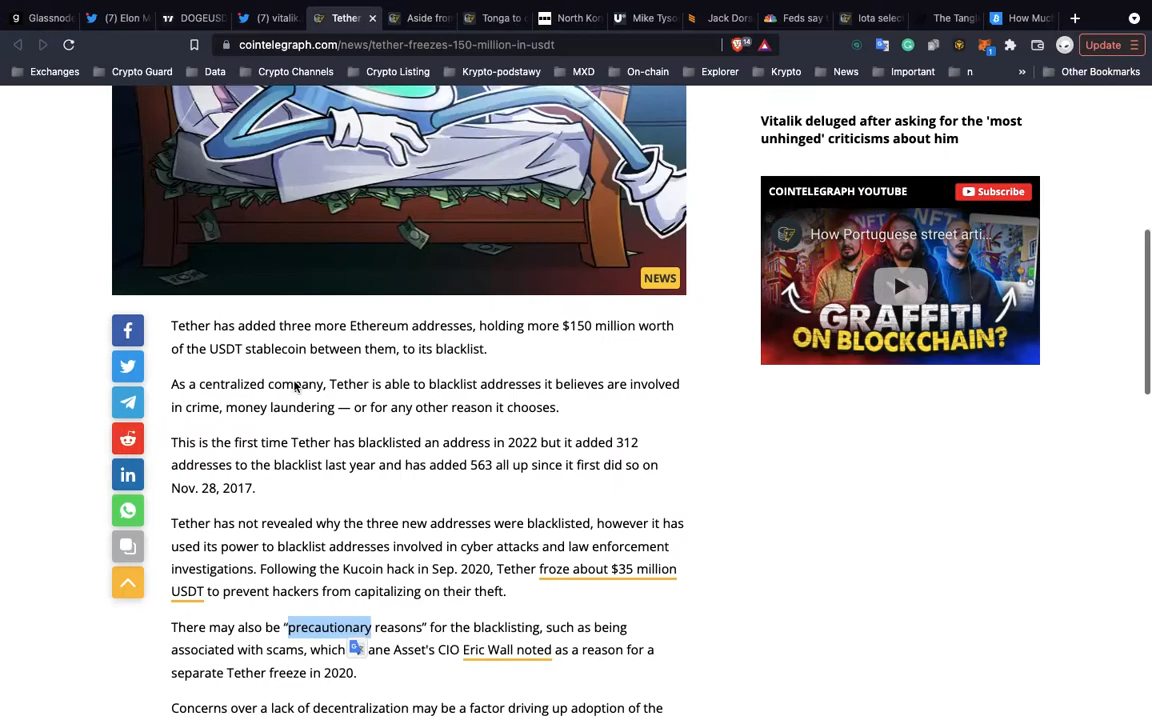 Glassnode
(7) Elon M
DOGEUSD
(7) vitalik.
Tether
Aside from
Tonga to c
North Kor
Mike Tyso
Jack Dors
Feds say
Iota select
The Tangl
How Much
cointelegraph.com/news/tether-freezes-150-million-in-usdt
14
1
Update
Exchanges
Crypto Guard
Data
Crypto Channels
Crypto Listing
Krypto-podstawy
MXD
On-chain
Explorer
Krypto
News
Important
n
»
Other Bookmarks
Vitalik deluged after asking for the 'most
unhinged' criticisms about him
COINTELEGRAPH YOUTUBE
Subscribe
NFT
NFT
How Portuguese street arti...
GRAFFITI
ON BLOCKCHAIN?
NEWS
Tether has added three more Ethereum addresses, holding more $150 million worth
of the USDT stablecoin between them, to its blacklist.
As a centralized company, Tether is able to blacklist addresses it believes are involved
in crime, money laundering — or for any other reason it chooses.
This is the first time Tether has blacklisted an address in 2022 but it added 312
addresses to the blacklist last year and has added 563 all up since it first did so on
Nov. 28, 2017.
Tether has not revealed why the three new addresses were blacklisted, however it has
used its power to blacklist addresses involved in cyber attacks and law enforcement
investigations. Following the Kucoin hack in Sep. 2020, Tether froze about $35 million
USDT to prevent hackers from capitalizing on their theft.
There may also be “precautionary reasons” for the blacklisting, such as being
associated with scams, which ane Asset's CIO Eric Wall noted as a reason for a
separate Tether freeze in 2020.
Concerns over a lack of decentralization may be a factor driving up adoption of the